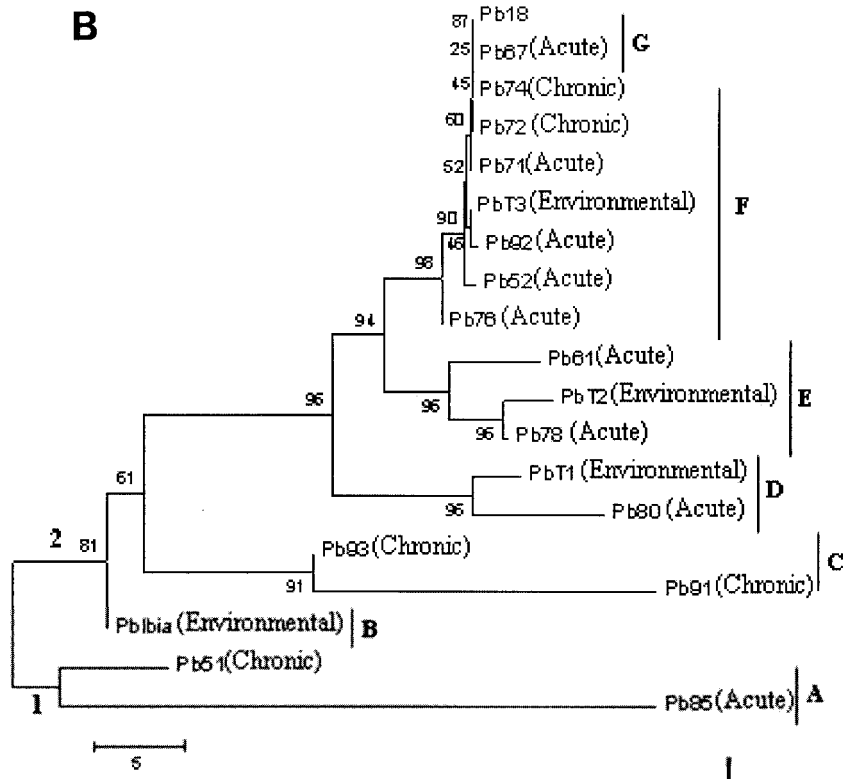 B
87 Pb18
25 Pb67 (Acute) G
45 Pb74 (Chronic)
60 Pb72 (Chronic)
52 Pb71 (Acute)
PbT3 (Environmental) F
90
46 Pb92 (Acute)
98 Pb52 (Acute)
94 Pb76 (Acute)
Pb61 (Acute)
96 96 PbT2 (Environmental) E
96 Pb78 (Acute)
61 PbT1 (Environmental) D
96 Pb80 (Acute)
2 81 Pb93 (Chronic) C
91 Pb91 (Chronic)
PbIbia (Environmental) B
Pb51 (Chronic)
1 Pb85 (Acute) A
5